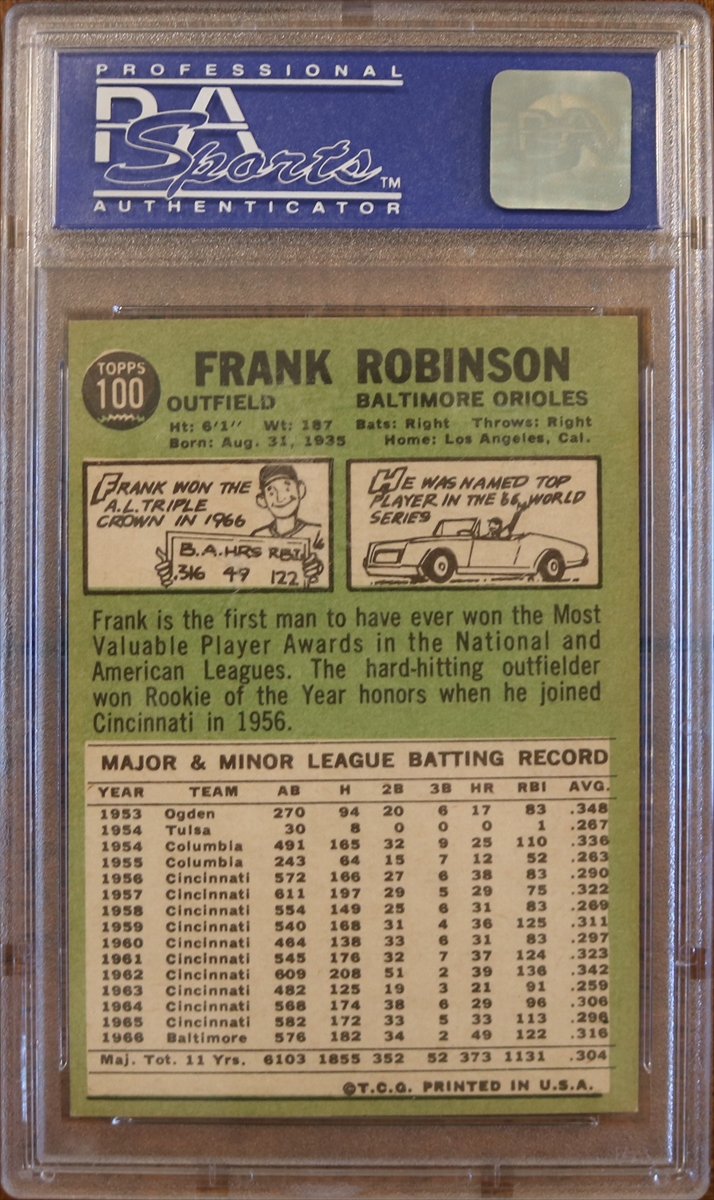 PROFESSIONAL
PSA
Sports™
AUTHENTICATOR
TOPPS
100
FRANK ROBINSON
OUTFIELD BALTIMORE ORIOLES
Ht: 6'1" Wt: 187 Bats: Right Throws: Right
Born: Aug. 31, 1935 Home: Los Angeles, Cal.
FRANK WON THE
A.L. TRIPLE
CROWN IN 1966
B.A. HRS RBI
.316 49 122
HE WAS NAMED TOP
PLAYER IN THE '66 WORLD
SERIES
Frank is the first man to have ever won the Most
Valuable Player Awards in the National and
American Leagues. The hard-hitting outfielder
won Rookie of the Year honors when he joined
Cincinnati in 1956.
MAJOR & MINOR LEAGUE BATTING RECORD
YEAR TEAM AB H 2B 3B HR RBI AVG.
1953 Ogden 270 94 20 6 17 83 .348
1954 Tulsa 30 8 0 0 0 1 .267
1954 Columbia 491 165 32 9 25 110 .336
1955 Columbia 243 64 15 7 12 52 .263
1956 Cincinnati 572 166 27 6 38 83 .290
1957 Cincinnati 611 197 29 5 29 75 .322
1958 Cincinnati 554 149 25 6 31 83 .269
1959 Cincinnati 540 168 31 4 36 125 .311
1960 Cincinnati 464 138 33 6 31 83 .297
1961 Cincinnati 545 176 32 7 37 124 .323
1962 Cincinnati 609 208 51 2 39 136 .342
1963 Cincinnati 482 125 19 3 21 91 .259
1964 Cincinnati 568 174 38 6 29 96 .306
1965 Cincinnati 582 172 33 5 33 113 .296
1966 Baltimore 576 182 34 2 49 122 .316
Maj. Tot. 11 Yrs. 6103 1855 352 52 373 1131 .304
©T.C.G. PRINTED IN U.S.A.